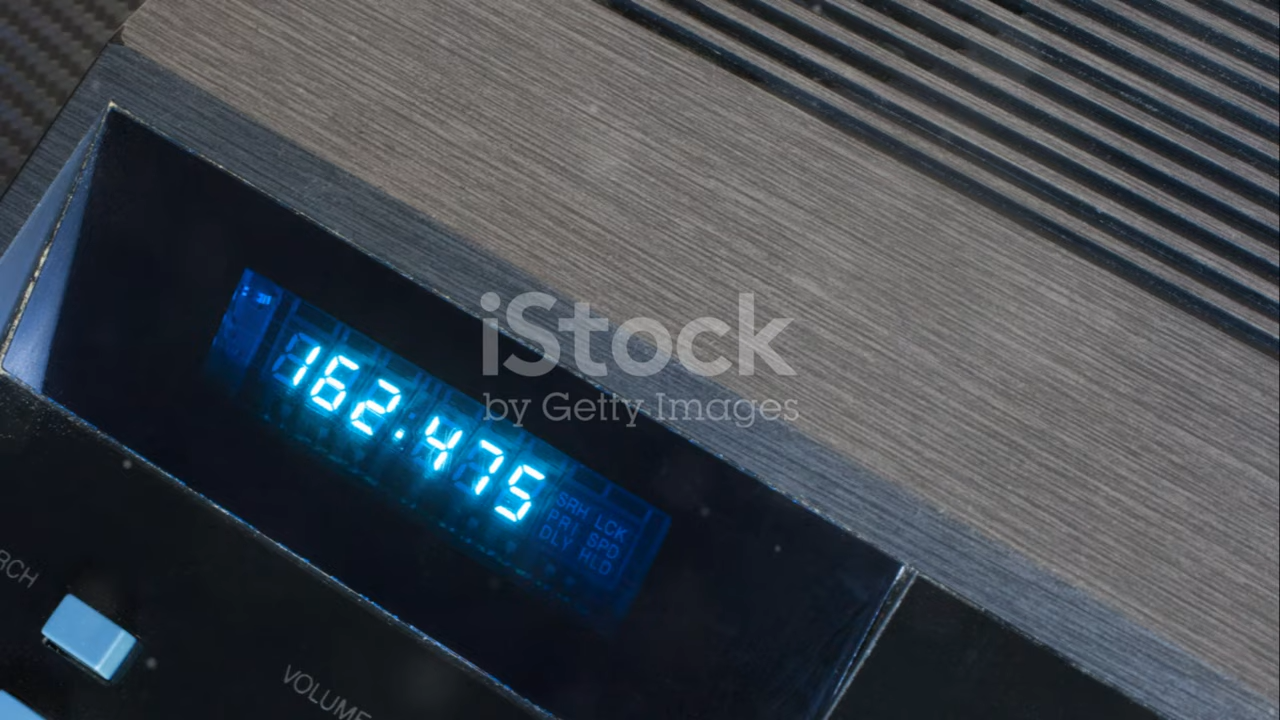 iStock
by Getty Images
162.475
SRH LCK
PRI SPD
DLY HLD
RCH
VOLUME